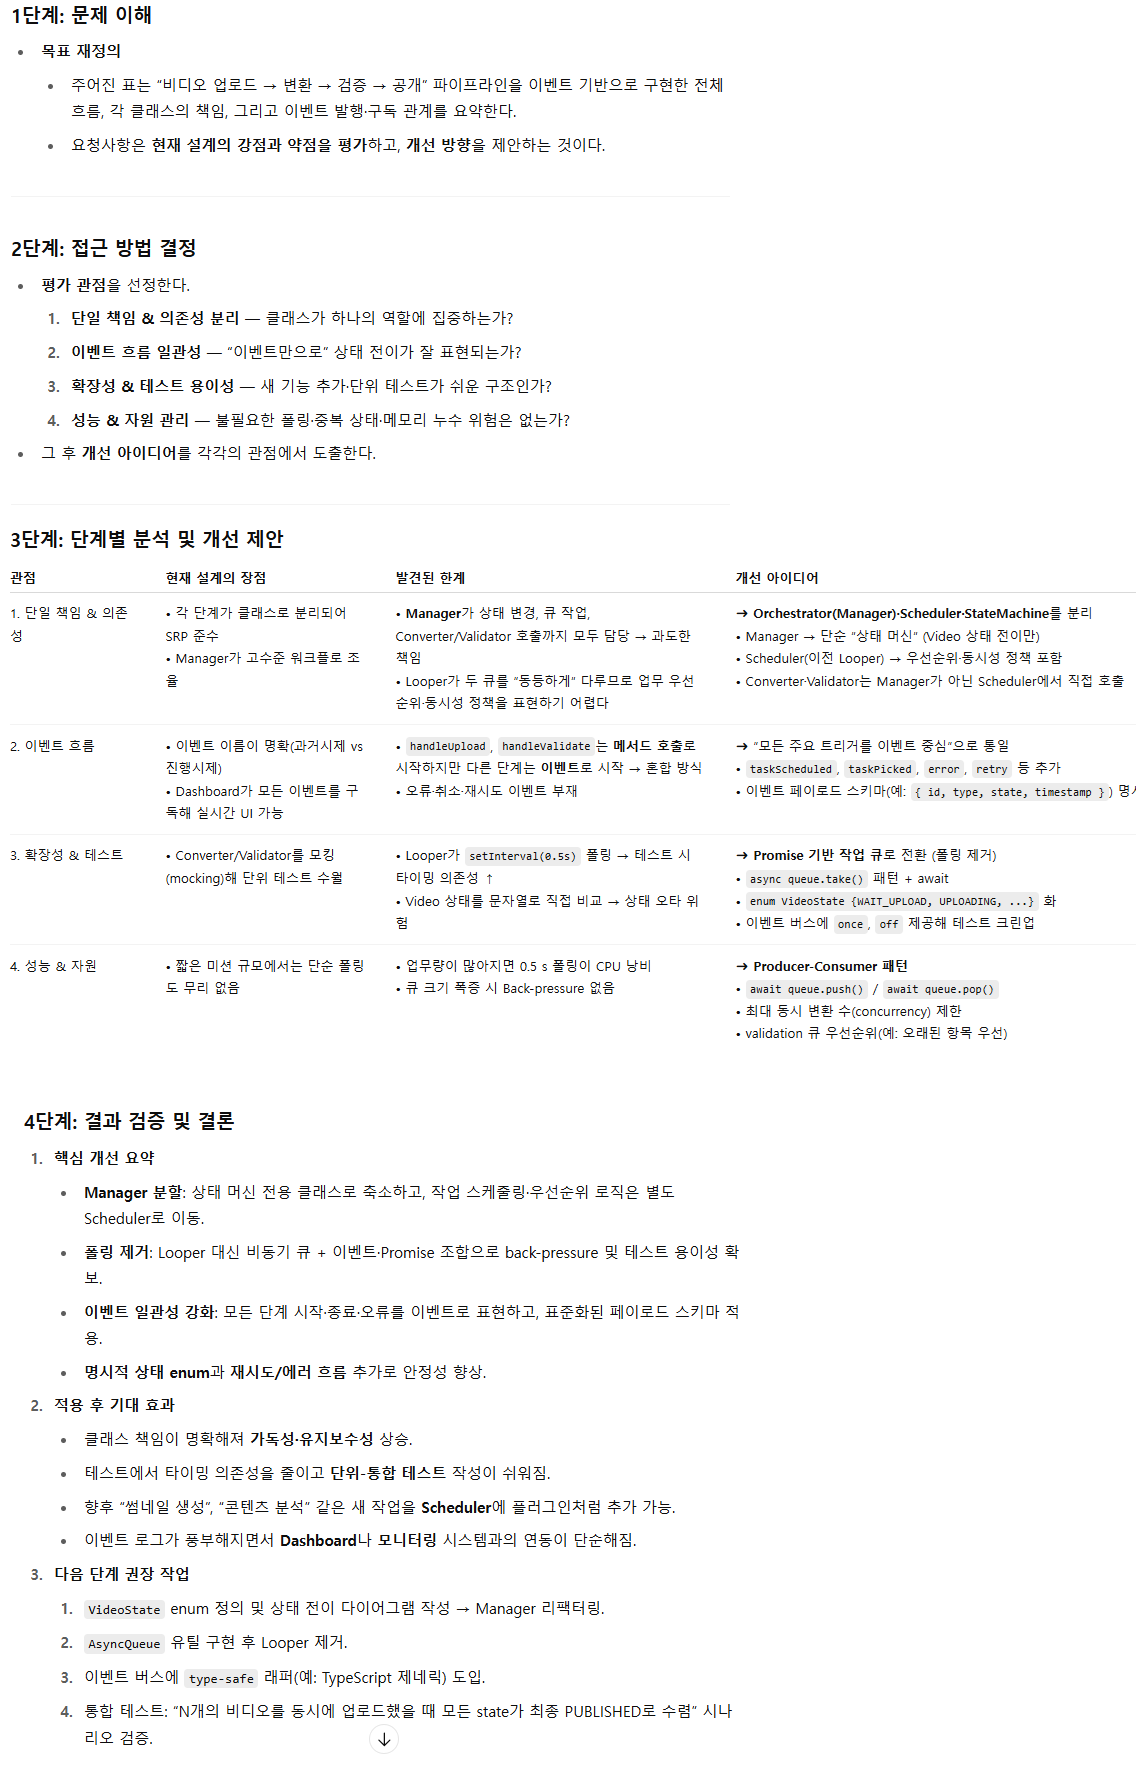 1단계: 문제 이해
목표 재정의
주어진 표는 “비디오 업로드 → 변환 → 검증 → 공개” 파이프라인을 이벤트 기반으로 구현한 전체
흐름, 각 클래스의 책임, 그리고 이벤트 발행·구독 관계를 요약한다.
요청사항은 현재 설계의 강점과 약점을 평가하고, 개선 방향을 제안하는 것이다.
2단계: 접근 방법 결정
평가 관점을 선정한다.
1. 단일 책임 & 의존성 분리 — 클래스가 하나의 역할에 집중하는가?
2. 이벤트 흐름 일관성 — “이벤트만으로” 상태 전이가 잘 표현되는가?
3. 확장성 & 테스트 용이성 — 새 기능 추가·단위 테스트가 쉬운 구조인가?
4. 성능 & 자원 관리 — 불필요한 폴링·중복 상태·메모리 누수 위험은 없는가?
그 후 개선 아이디어를 각각의 관점에서 도출한다.
3단계: 단계별 분석 및 개선 제안
관점
현재 설계의 장점
발견된 한계
개선 아이디어
1. 단일 책임 & 의존
성
• 각 단계가 클래스로 분리되어
SRP 준수
• Manager가 고수준 워크플로 조
율
• Manager가 상태 변경, 큐 작업,
Converter/Validator 호출까지 모두 담당 → 과도한
책임
• Looper가 두 큐를 “동등하게” 다루므로 업무 우선
순위·동시성 정책을 표현하기 어렵다
→ Orchestrator(Manager)·Scheduler·StateMachine를 분리
• Manager → 단순 “상태 머신” (Video 상태 전이만)
• Scheduler(이전 Looper) → 우선순위·동시성 정책 포함
• Converter·Validator는 Manager가 아닌 Scheduler에서 직접 호출
2. 이벤트 흐름
• 이벤트 이름이 명확(과거시제 vs
진행시제)
• Dashboard가 모든 이벤트를 구
독해 실시간 UI 가능
• handleUpload, handleValidate는 메서드 호출로
시작하지만 다른 단계는 이벤트로 시작 → 혼합 방식
• 오류·취소·재시도 이벤트 부재
→ “모든 주요 트리거를 이벤트 중심”으로 통일
• taskScheduled, taskPicked, error, retry 등 추가
• 이벤트 페이로드 스키마(예: { id, type, state, timestamp }) 명
3. 확장성 & 테스트
• Converter/Validator를 모킹
(mocking)해 단위 테스트 수월
• Looper가 setInterval(0.5s) 폴링 → 테스트 시
타이밍 의존성 ↑
• Video 상태를 문자열로 직접 비교 → 상태 오타 위
험
→ Promise 기반 작업 큐로 전환 (폴링 제거)
• async queue.take() 패턴 + await
• enum VideoState {WAIT_UPLOAD, UPLOADING, ...} 화
• 이벤트 버스에 once, off 제공해 테스트 크린업
4. 성능 & 자원
• 짧은 미션 규모에서는 단순 폴링
도 무리 없음
• 업무량이 많아지면 0.5 s 폴링이 CPU 낭비
• 큐 크기 폭증 시 Back-pressure 없음
→ Producer-Consumer 패턴
• await queue.push() / await queue.pop()
• 최대 동시 변환 수(concurrency) 제한
• validation 큐 우선순위(예: 오래된 항목 우선)
4단계: 결과 검증 및 결론
1. 핵심 개선 요약
Manager 분할: 상태 머신 전용 클래스로 축소하고, 작업 스케줄링·우선순위 로직은 별도
Scheduler로 이동.
폴링 제거: Looper 대신 비동기 큐 + 이벤트·Promise 조합으로 back-pressure 및 테스트 용이성 확
보.
이벤트 일관성 강화: 모든 단계 시작·종료·오류를 이벤트로 표현하고, 표준화된 페이로드 스키마 적
용.
명시적 상태 enum과 재시도/에러 흐름 추가로 안정성 향상.
2. 적용 후 기대 효과
클래스 책임이 명확해져 가독성·유지보수성 상승.
테스트에서 타이밍 의존성을 줄이고 단위-통합 테스트 작성이 쉬워짐.
향후 “썸네일 생성”, “콘텐츠 분석” 같은 새 작업을 Scheduler에 플러그인처럼 추가 가능.
이벤트 로그가 풍부해지면서 Dashboard나 모니터링 시스템과의 연동이 단순해짐.
3. 다음 단계 권장 작업
1. VideoState enum 정의 및 상태 전이 다이어그램 작성 → Manager 리팩터링.
2. AsyncQueue 유틸 구현 후 Looper 제거.
3. 이벤트 버스에 type-safe 래퍼(예: TypeScript 제네릭) 도입.
4. 통합 테스트: “N개의 비디오를 동시에 업로드했을 때 모든 state가 최종 PUBLISHED로 수렴” 시나
리오 검증.